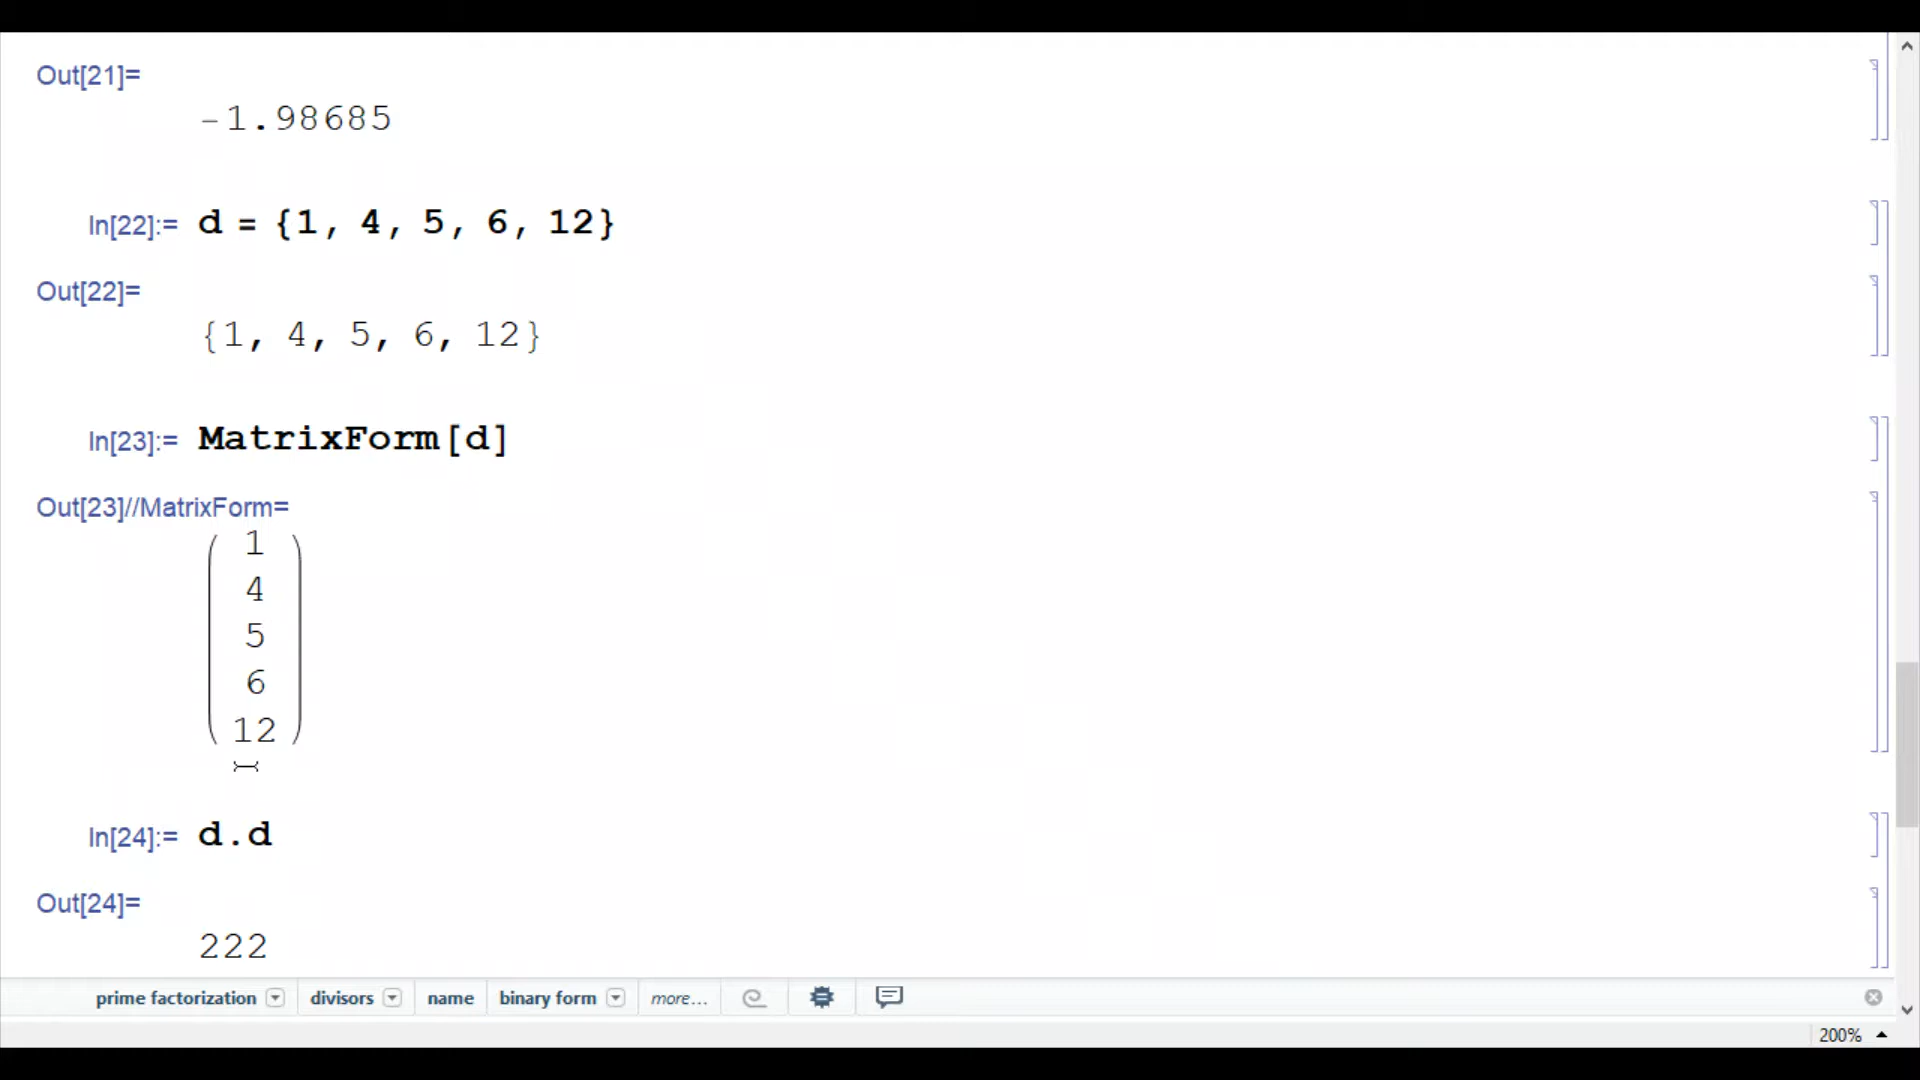 Out[21]=
-1.98685
In[22]:= d = {1, 4, 5, 6, 12}
Out[22]=
{1, 4, 5, 6, 12}
In[23]:= MatrixForm[d]
Out[23]//MatrixForm=
1
4
5
6
12
In[24]:= d.d
Out[24]=
222
prime factorization divisors name binary form more...
200%